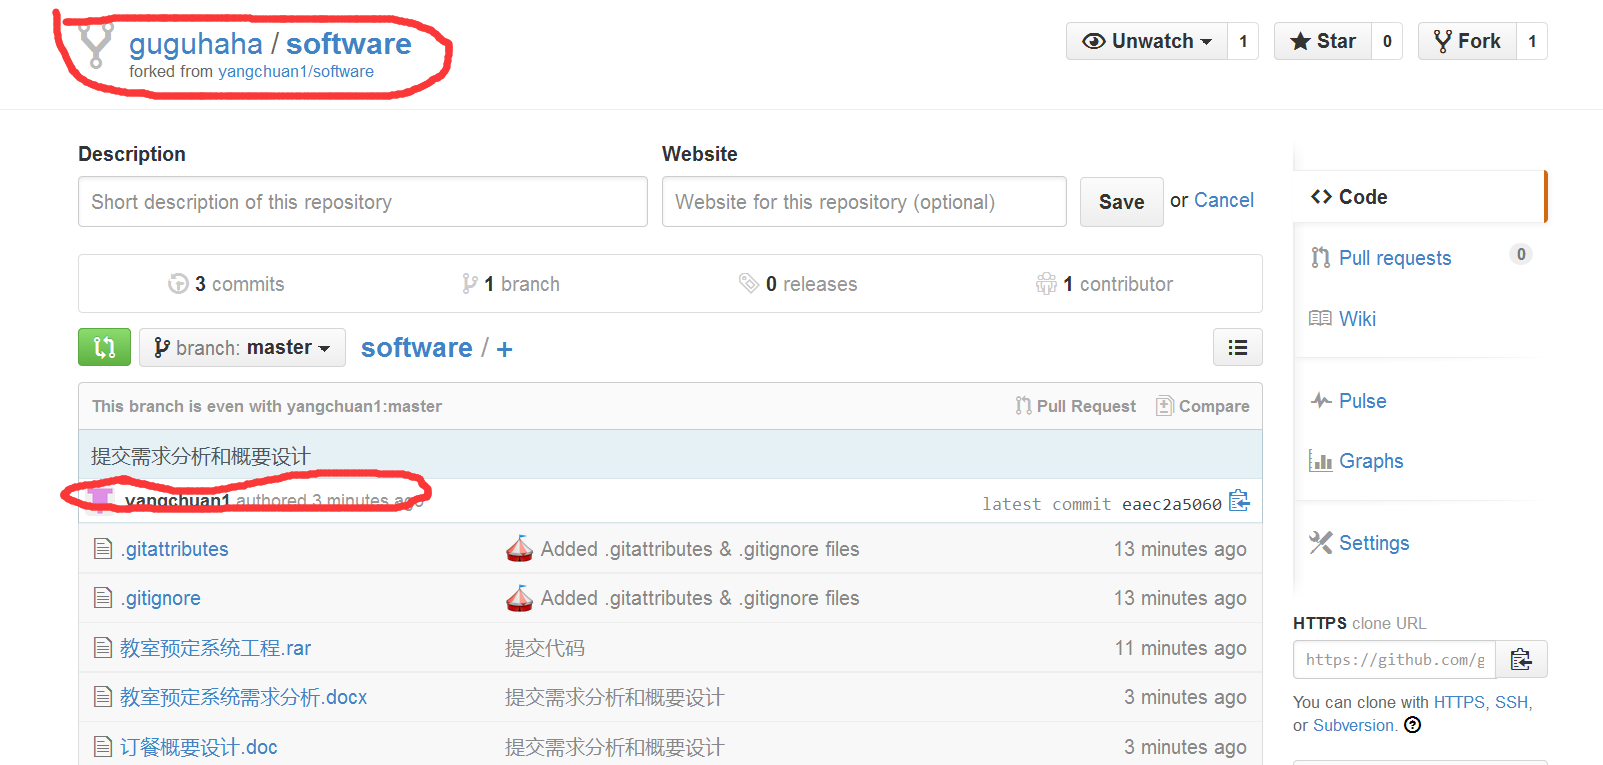 guguhaha / software
forked from yangchuan1/software
Unwatch 1
Star 0
Fork 1
Description
Website
Short description of this repository
Website for this repository (optional)
Save or Cancel
3 commits
1 branch
0 releases
1 contributor
branch: master
software / +
This branch is even with yangchuan1:master
Pull Request
Compare
提交需求分析和概要设计
yangchuan1 authored 3 minutes ago
latest commit eaec2a5060
.gitattributes Added .gitattributes & .gitignore files 13 minutes ago
.gitignore Added .gitattributes & .gitignore files 13 minutes ago
教室预定系统工程.rar 提交代码 11 minutes ago
教室预定系统需求分析.docx 提交需求分析和概要设计 3 minutes ago
订餐概要设计.doc 提交需求分析和概要设计 3 minutes ago
Code
Pull requests 0
Wiki
Pulse
Graphs
Settings
HTTPS clone URL
https://github.com/g
You can clone with HTTPS, SSH,
or Subversion.